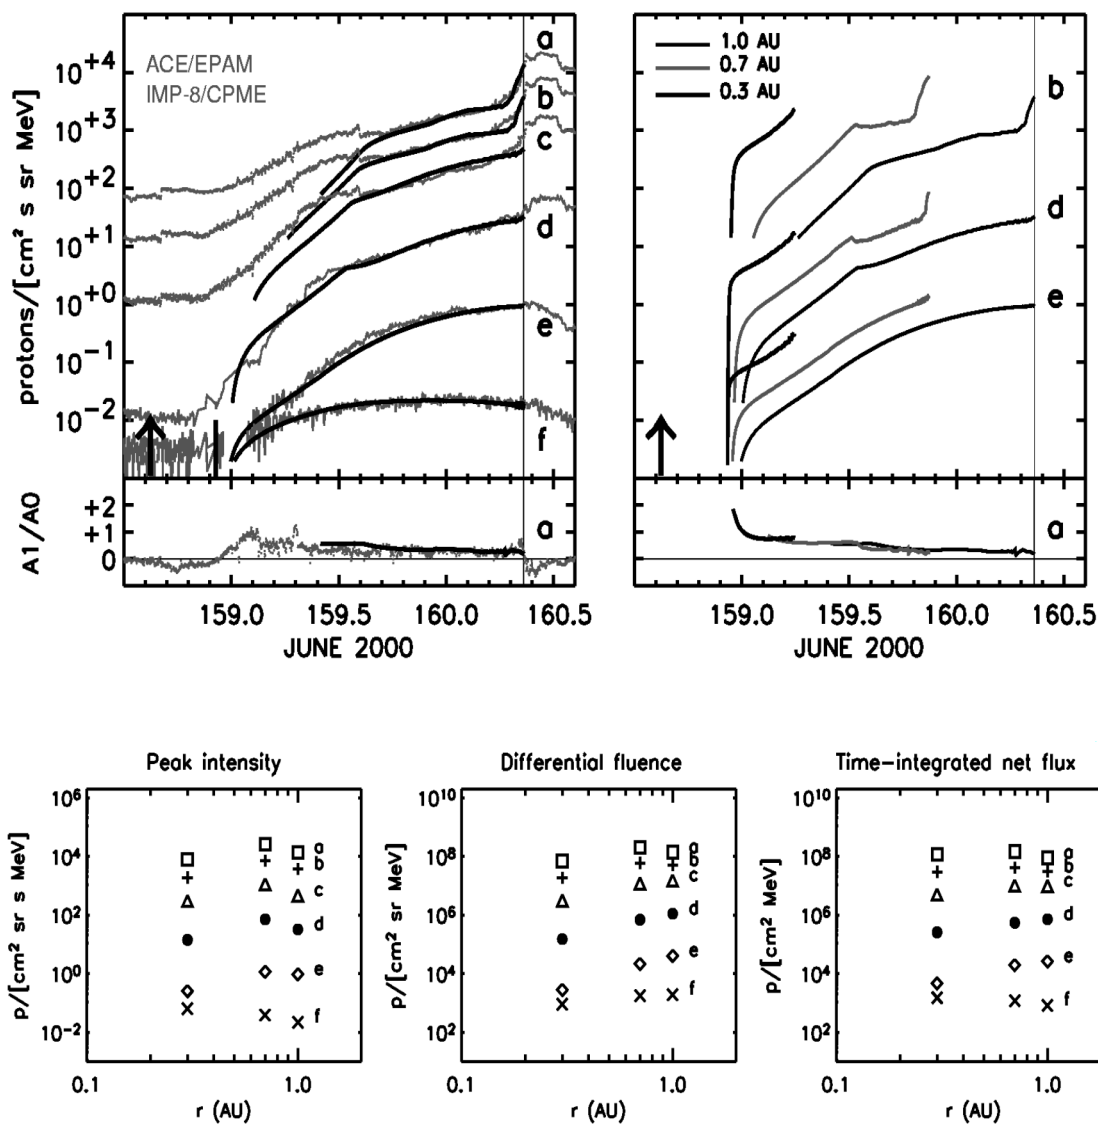 ACE/EPAM
IMP-8/CPME
a
b
c
d
e
f
10+4
10+3
10+2
10+1
10+0
10−1
10−2
protons/[cm² s sr MeV]
1.0 AU
0.7 AU
0.3 AU
b
d
e
A1/A0
+2
+1
0
a
a
159.0 159.5 160.0 160.5
JUNE 2000
159.0 159.5 160.0 160.5
JUNE 2000
Peak intensity
p/[cm² sr s MeV]
10⁶
10⁴
10²
10⁰
10⁻²
a
b
c
d
e
f
0.1 1.0
r (AU)
Differential fluence
p/[cm² sr MeV]
10¹⁰
10⁸
10⁶
10⁴
10²
a
b
c
d
e
f
0.1 1.0
r (AU)
Time−integrated net flux
p/[cm² MeV]
10¹⁰
10⁸
10⁶
10⁴
10²
a
b
c
d
e
f
0.1 1.0
r (AU)